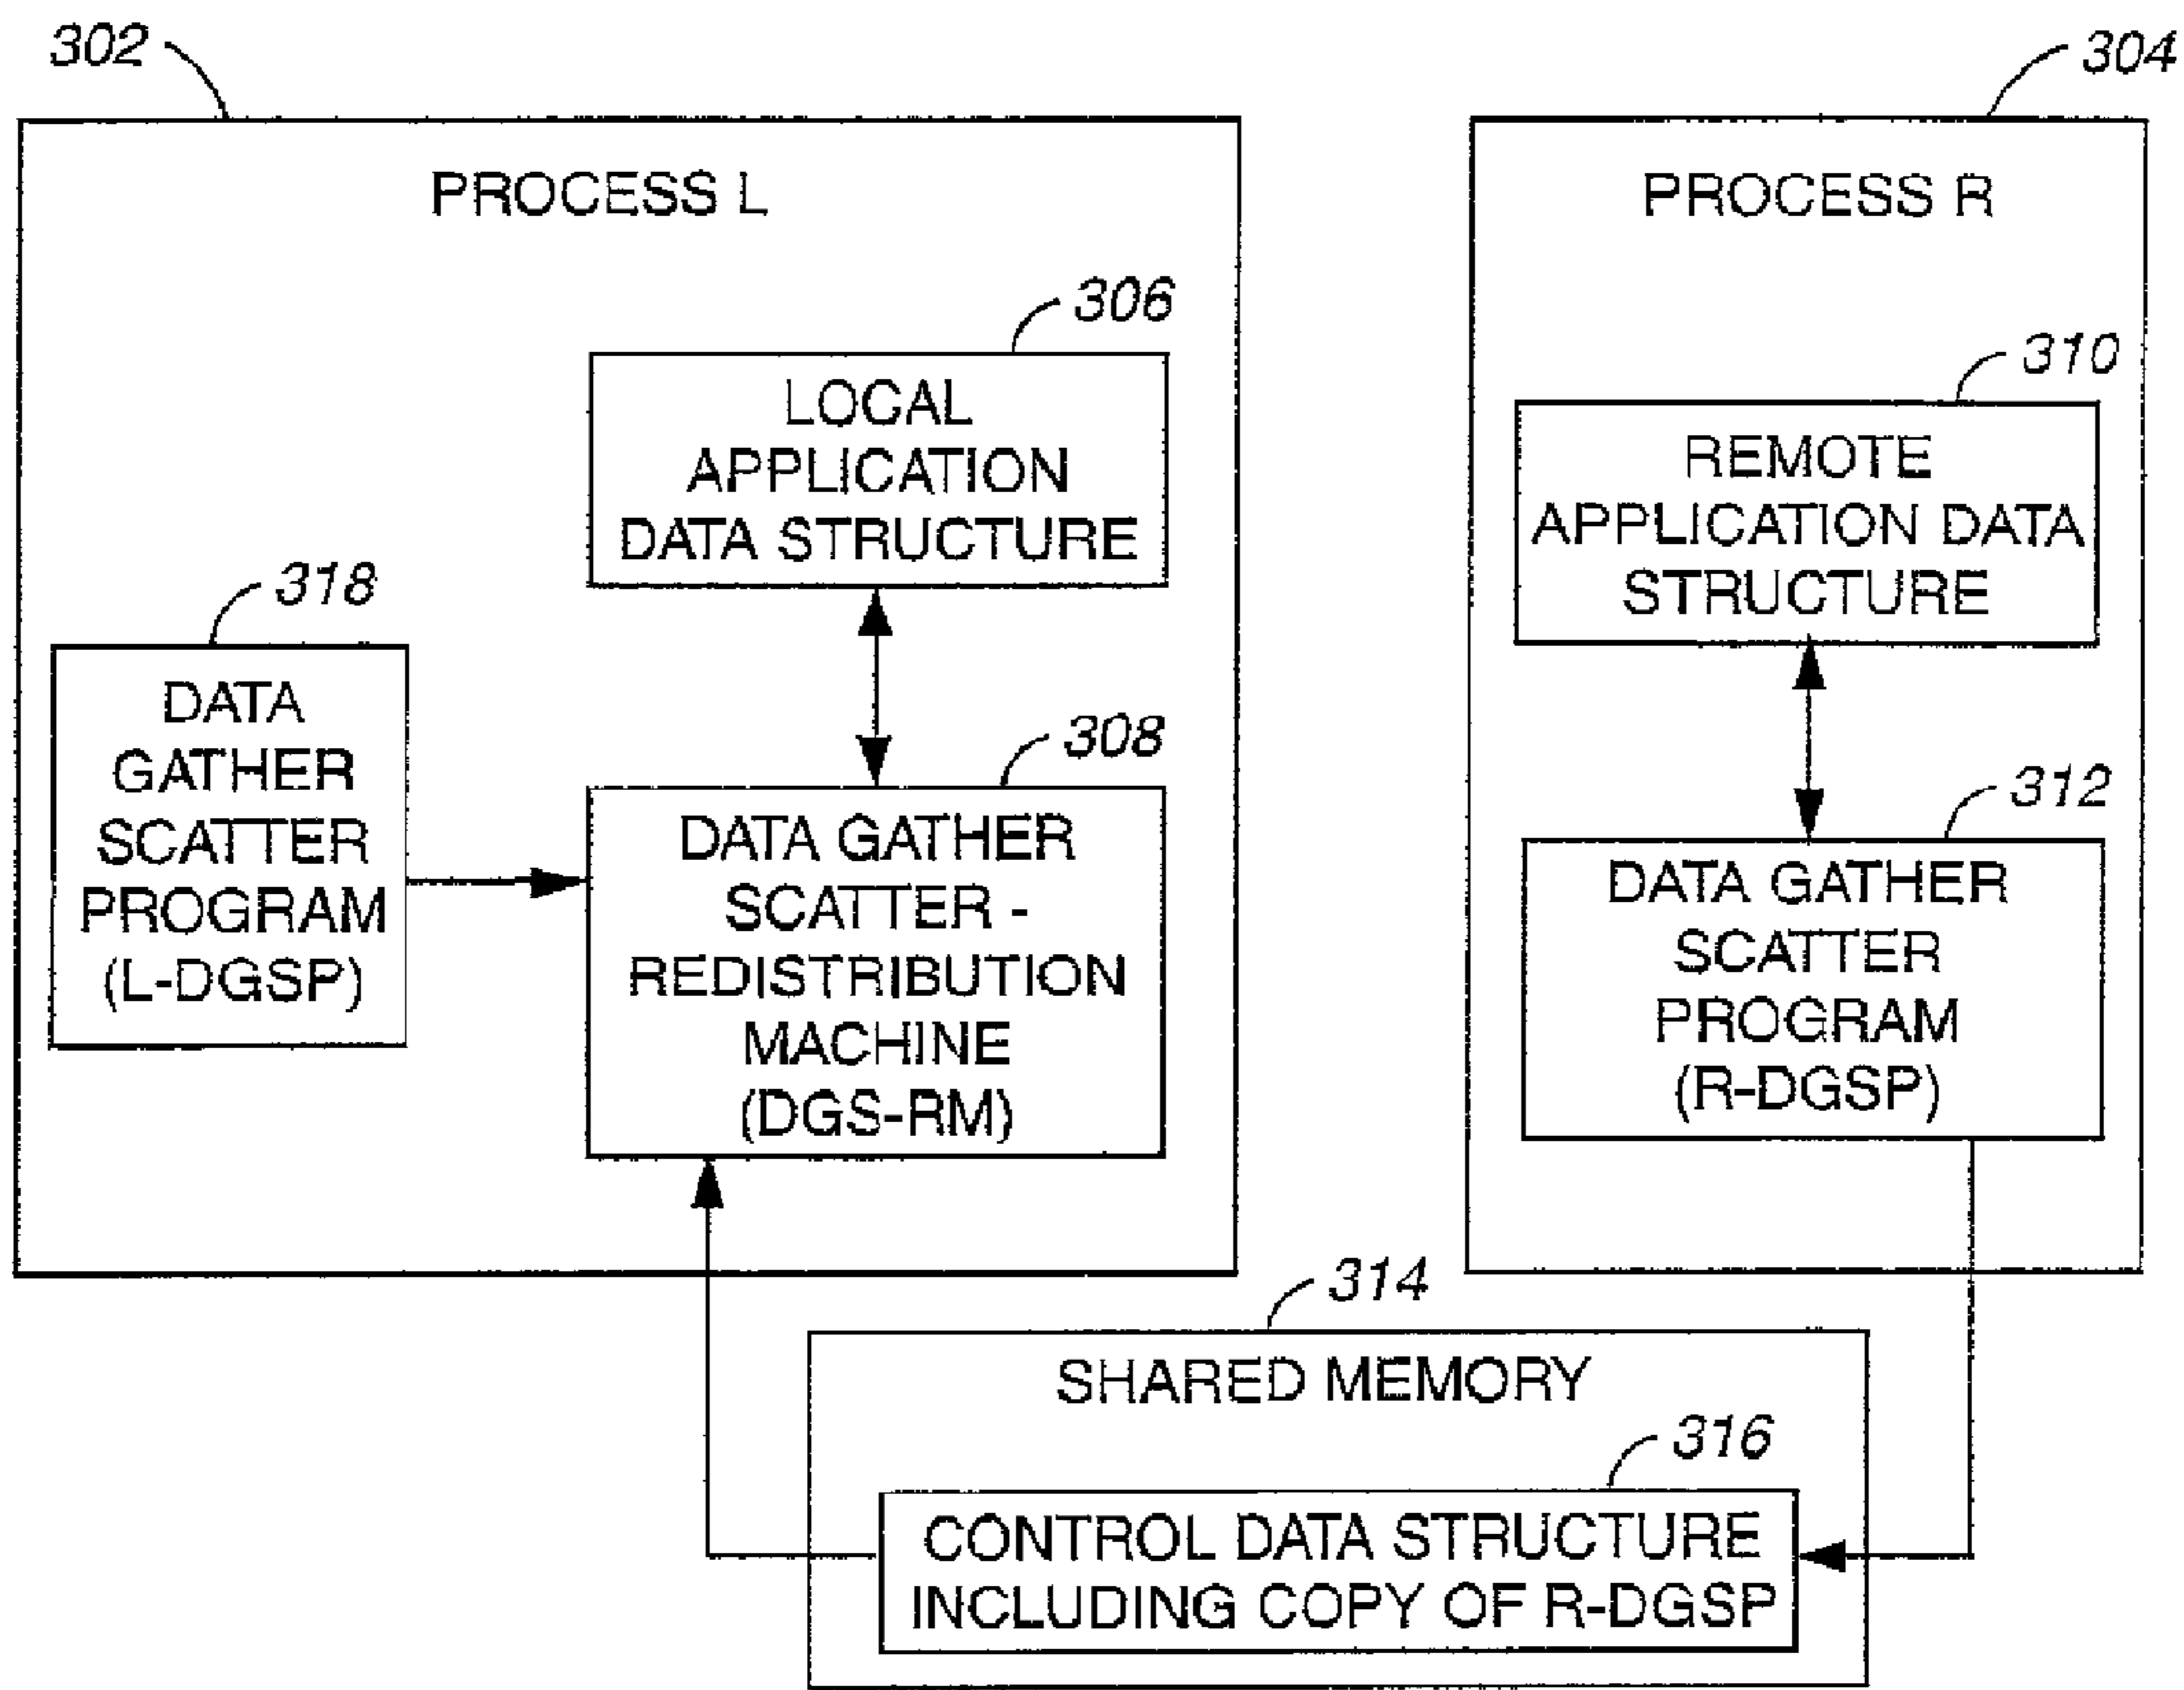 302
304
PROCESS L
PROCESS R
306
LOCAL
APPLICATION
DATA STRUCTURE
310
REMOTE
APPLICATION DATA
STRUCTURE
318
DATA
GATHER
SCATTER
PROGRAM
(L-DGSP)
308
DATA GATHER
SCATTER -
REDISTRIBUTION
MACHINE
(DGS-RM)
312
DATA GATHER
SCATTER
PROGRAM
(R-DGSP)
314
SHARED MEMORY
316
CONTROL DATA STRUCTURE
INCLUDING COPY OF R-DGSP